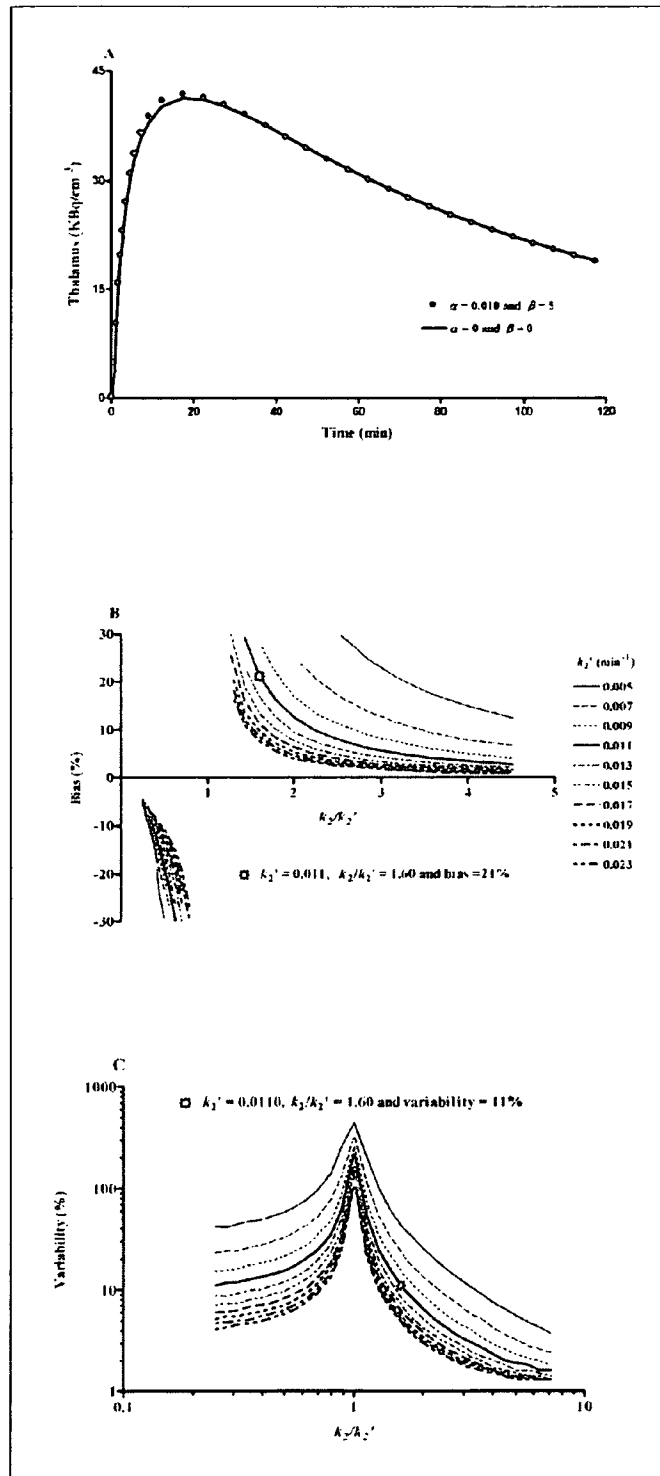 A
45
30
15
0
Thalamus (KBq/cm⁻³)
α = 0.010 and β = 5
α = 0 and β = 0
0 20 40 60 80 100 120
Time (min)
B
30
20
10
0
-10
-20
-30
Bias (%)
1 2 3 4 5
k₂/k₂'
k₂' = 0.011, k₂/k₂' = 1.60 and bias =21%
k₂' (min⁻¹)
0.005
0.007
0.009
0.011
0.013
0.015
0.017
0.019
0.021
0.023
C
1000
100
10
1
Variability (%)
k₂' = 0.0110, k₂/k₂' = 1.60 and variability = 11%
0.1 1 10
k₂/k₂'